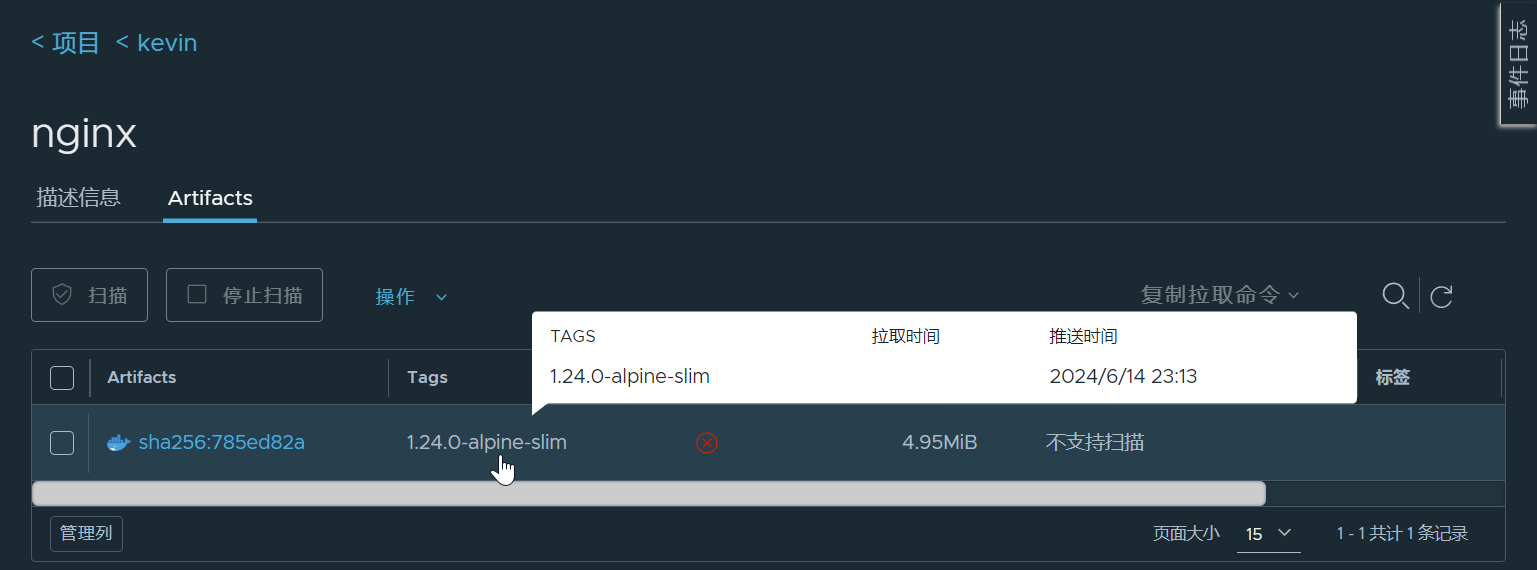 < 项目 < kevin
事件日志
nginx
描述信息 Artifacts
扫描 停止扫描 操作 复制拉取命令
TAGS 拉取时间 推送时间
1.24.0-alpine-slim 2024/6/14 23:13
Artifacts Tags 标签
sha256:785ed82a 1.24.0-alpine-slim 4.95MiB 不支持扫描
管理列 页面大小 15 1 - 1 共计 1 条记录